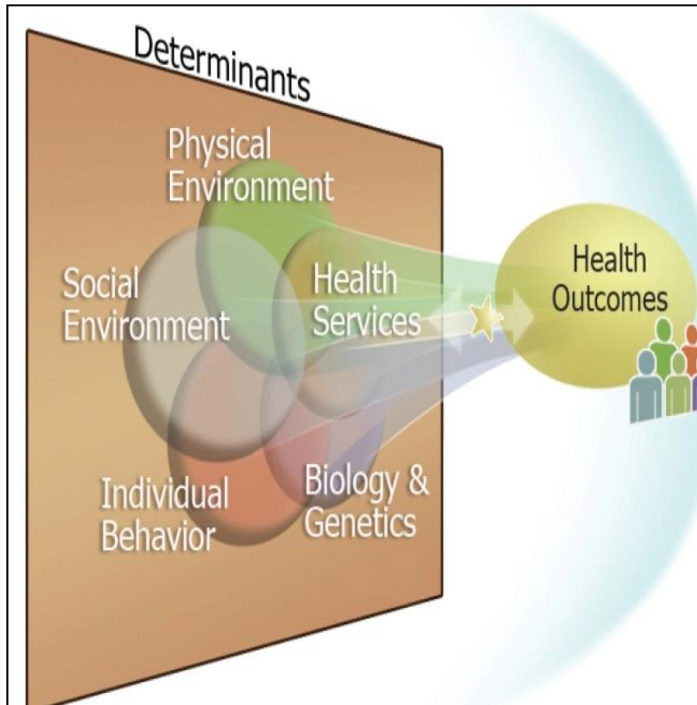 Determinants
Physical
Environment
Social
Environment
Health
Services
Individual
Behavior
Biology &
Genetics
Health
Outcomes